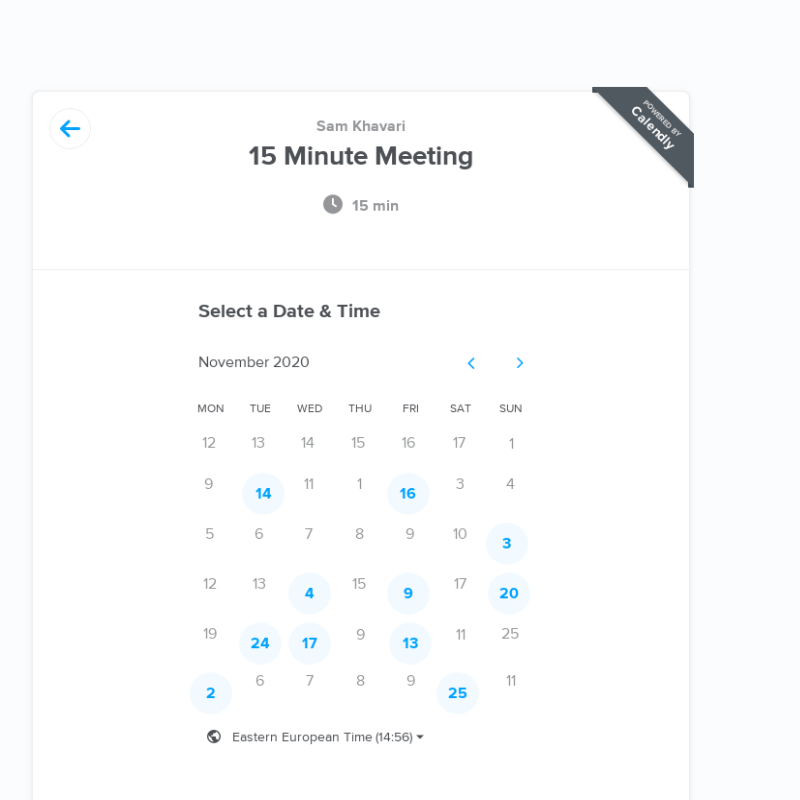 POWERED BY
Calendly
Sam Khavari
15 Minute Meeting
15 min
Select a Date & Time
November 2020
MON TUE WED THU FRI SAT SUN
12 13 14 15 16 17 1
9 14 11 1 16 3 4
5 6 7 8 9 10 3
12 13 4 15 9 17 20
19 24 17 9 13 11 25
2 6 7 8 9 25 11
Eastern European Time (14:56)